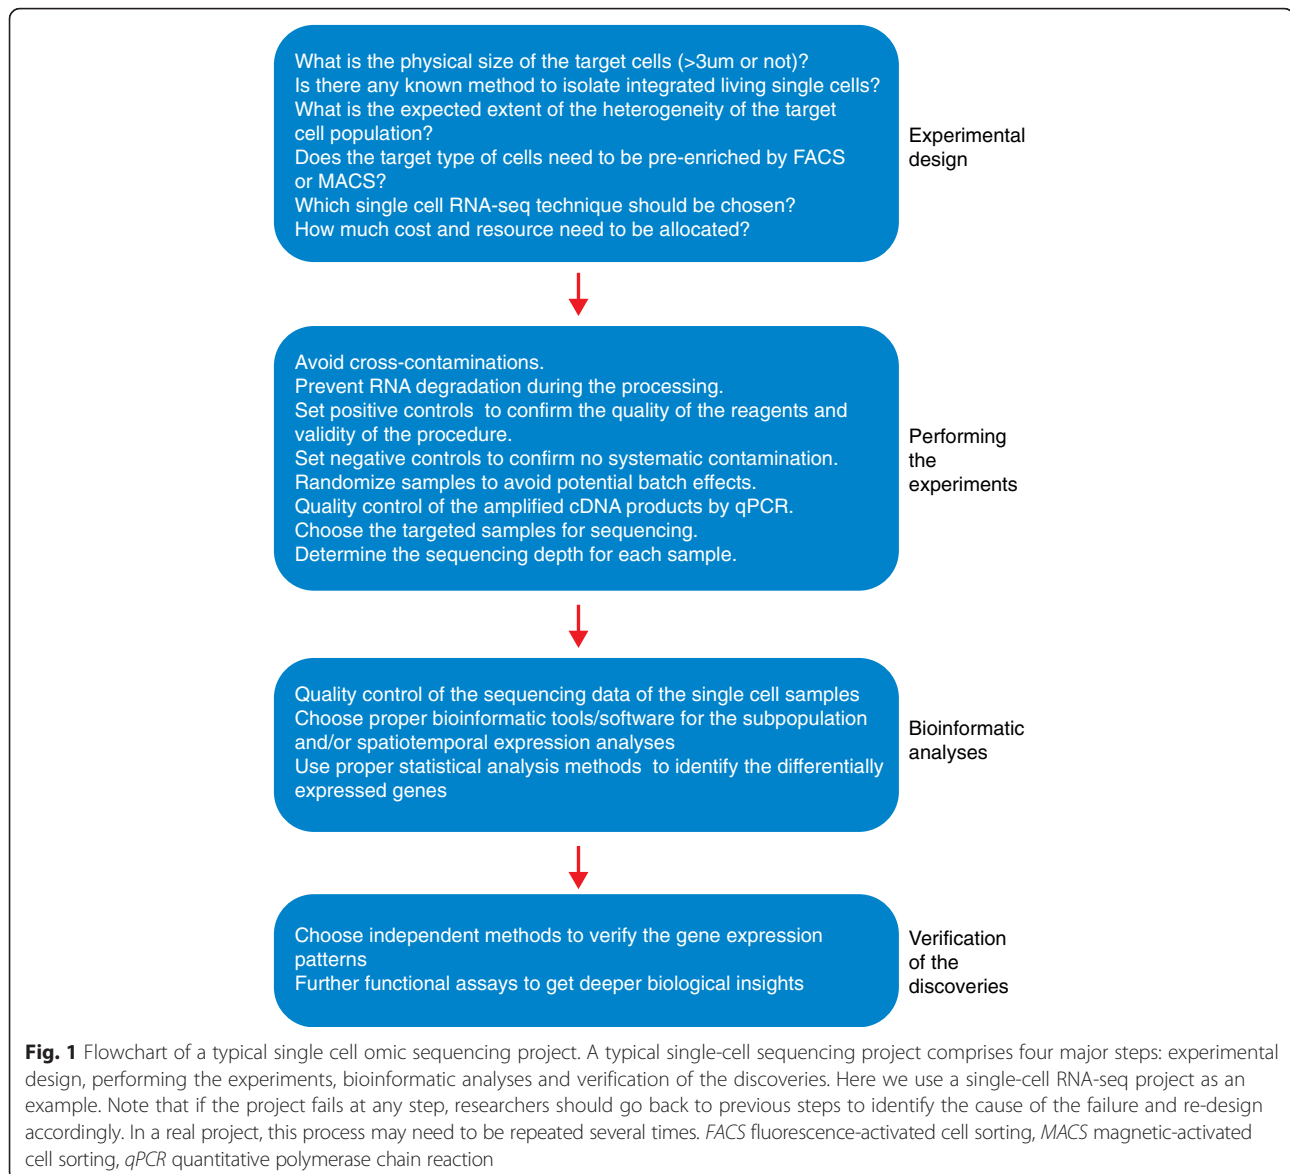 What is the physical size of the target cells (>3um or not)?
Is there any known method to isolate integrated living single cells?
What is the expected extent of the heterogeneity of the target
cell population?
Does the target type of cells need to be pre-enriched by FACS
or MACS?
Which single cell RNA-seq technique should be chosen?
How much cost and resource need to be allocated?
Experimental
design
Avoid cross-contaminations.
Prevent RNA degradation during the processing.
Set positive controls to confirm the quality of the reagents and
validity of the procedure.
Set negative controls to confirm no systematic contamination.
Randomize samples to avoid potential batch effects.
Quality control of the amplified cDNA products by qPCR.
Choose the targeted samples for sequencing.
Determine the sequencing depth for each sample.
Performing
the
experiments
Quality control of the sequencing data of the single cell samples
Choose proper bioinformatic tools/software for the subpopulation
and/or spatiotemporal expression analyses
Use proper statistical analysis methods to identify the differentially
expressed genes
Bioinformatic
analyses
Choose independent methods to verify the gene expression
patterns
Further functional assays to get deeper biological insights
Verification
of the
discoveries
Fig. 1 Flowchart of a typical single cell omic sequencing project. A typical single-cell sequencing project comprises four major steps: experimental
design, performing the experiments, bioinformatic analyses and verification of the discoveries. Here we use a single-cell RNA-seq project as an
example. Note that if the project fails at any step, researchers should go back to previous steps to identify the cause of the failure and re-design
accordingly. In a real project, this process may need to be repeated several times. FACS fluorescence-activated cell sorting, MACS magnetic-activated
cell sorting, qPCR quantitative polymerase chain reaction